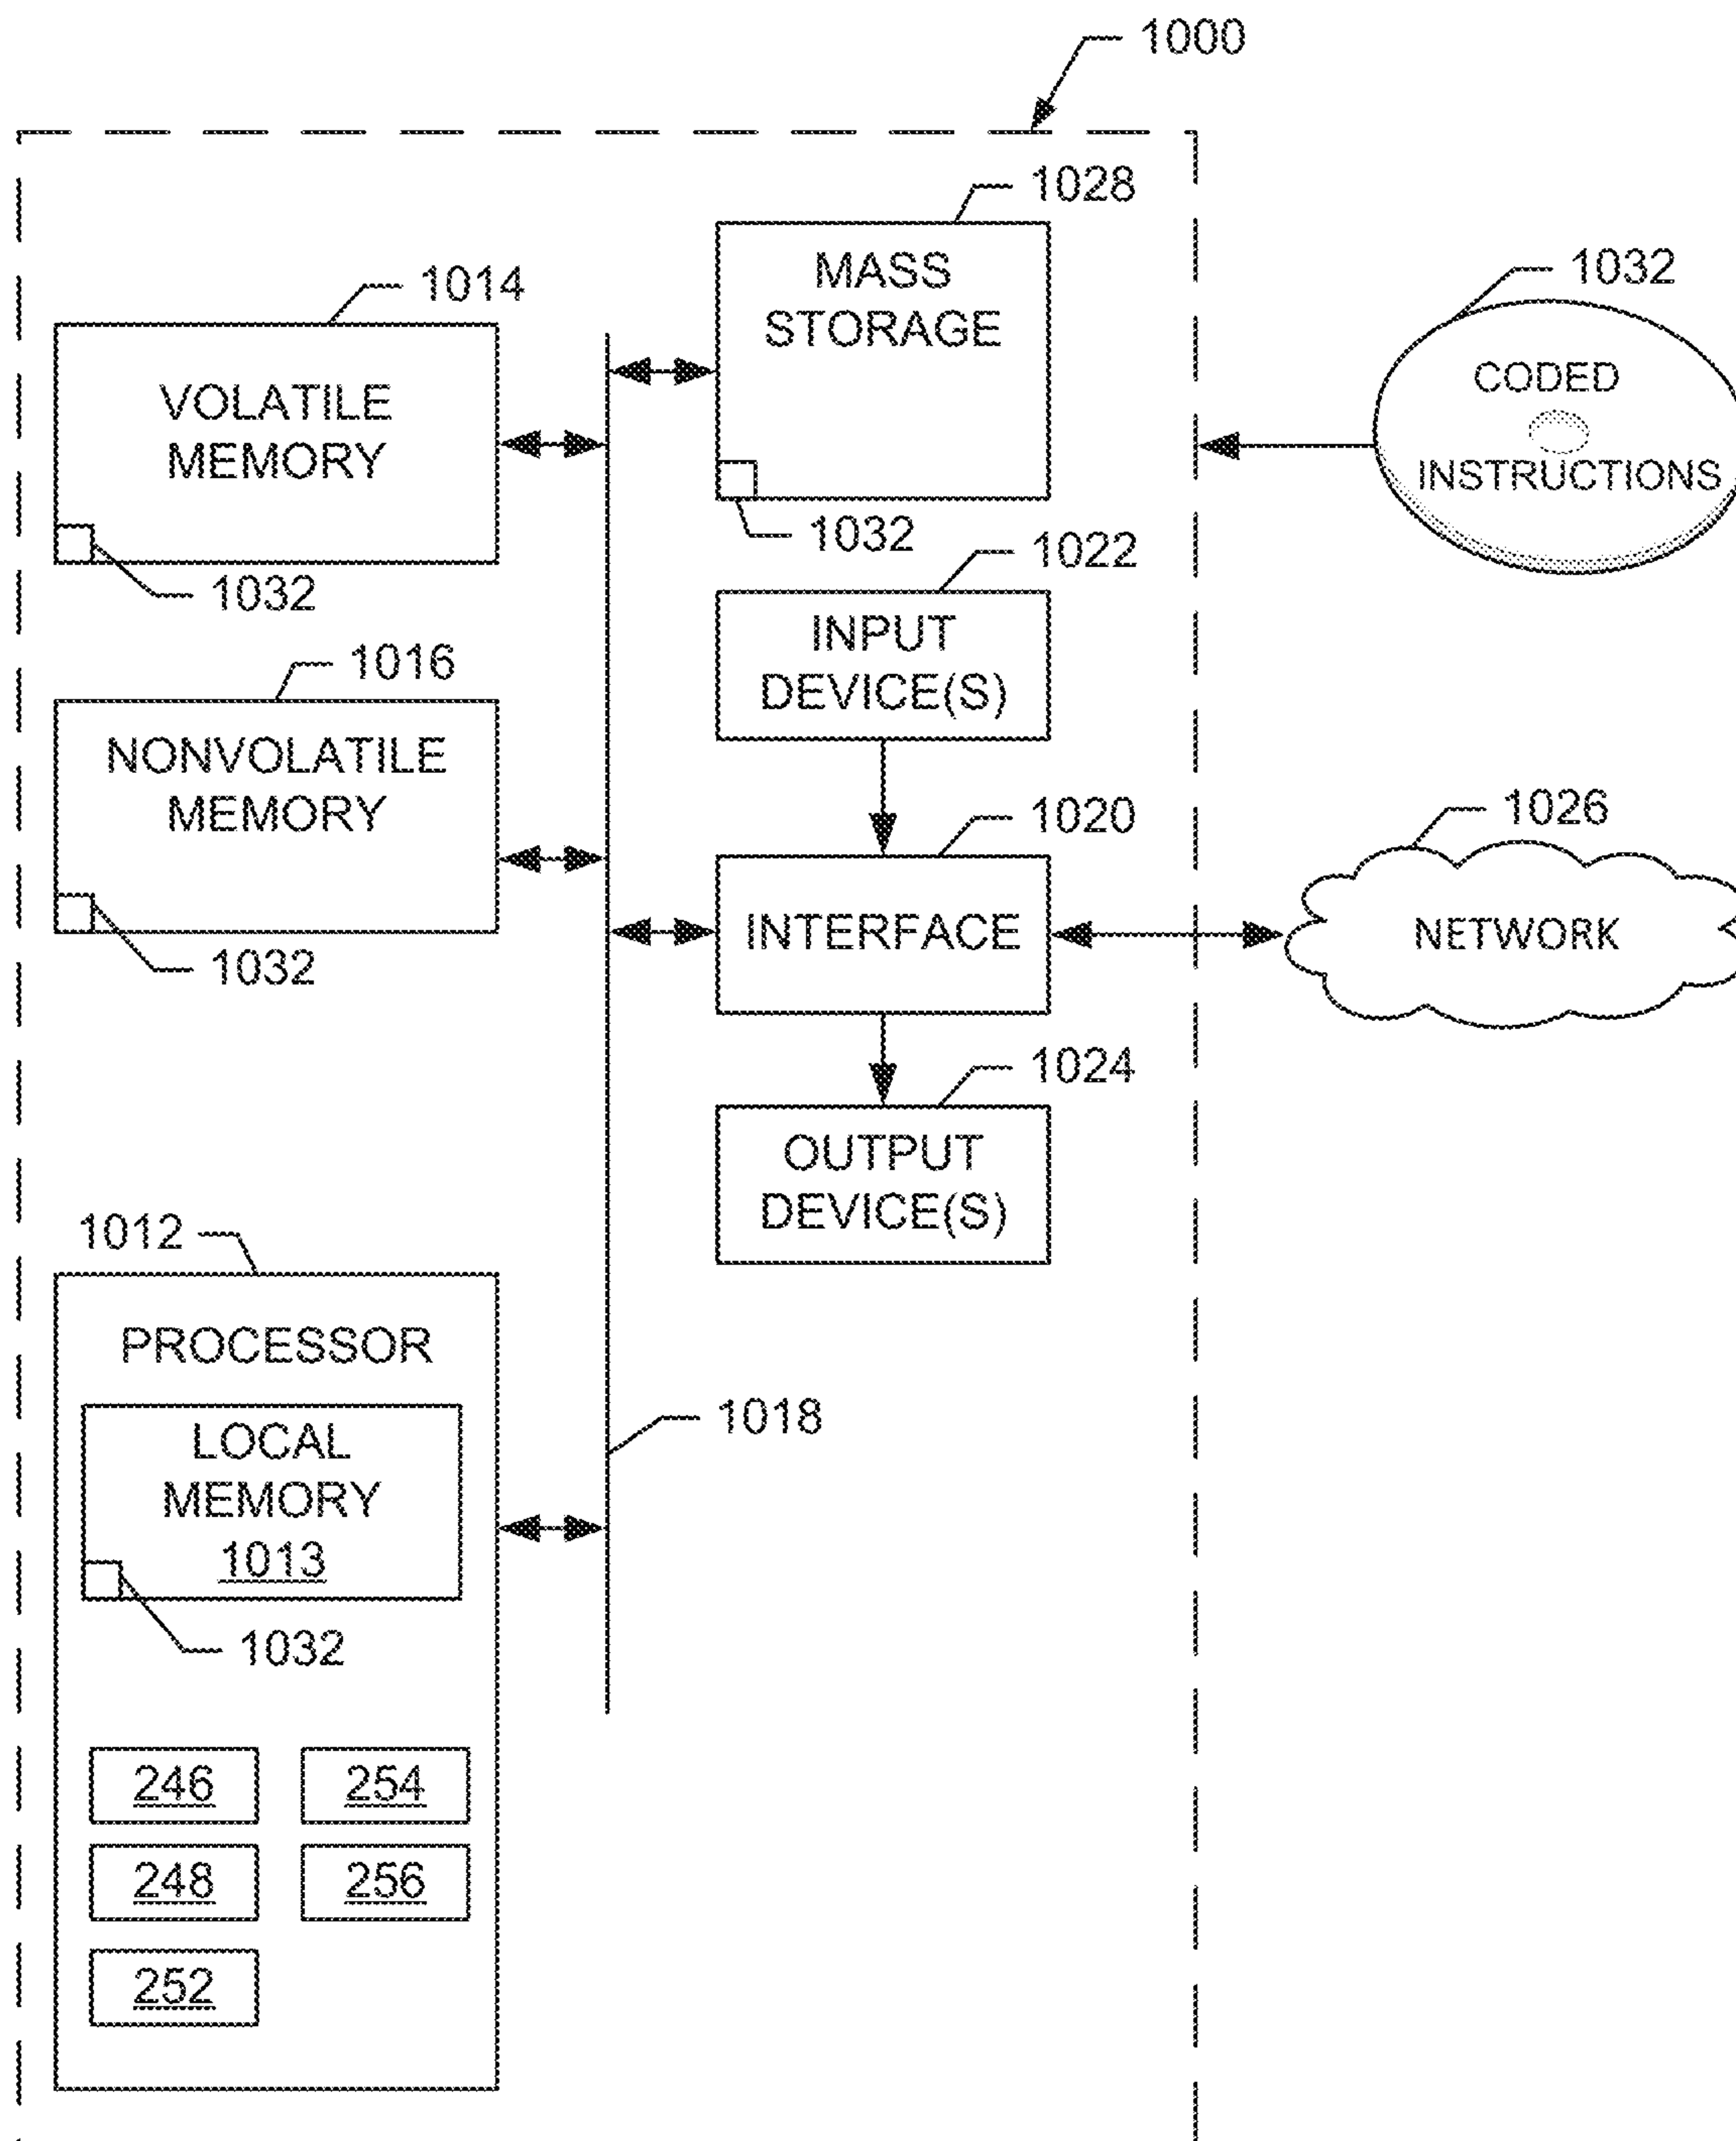 1000
1028
MASS
STORAGE
1032
1014
VOLATILE
MEMORY
1032
1032
CODED
INSTRUCTIONS
1022
INPUT
DEVICE(S)
1016
NONVOLATILE
MEMORY
1032
1020
INTERFACE
1026
NETWORK
1024
OUTPUT
DEVICE(S)
1012
PROCESSOR
LOCAL
MEMORY
1013
1032
1018
246
254
248
256
252